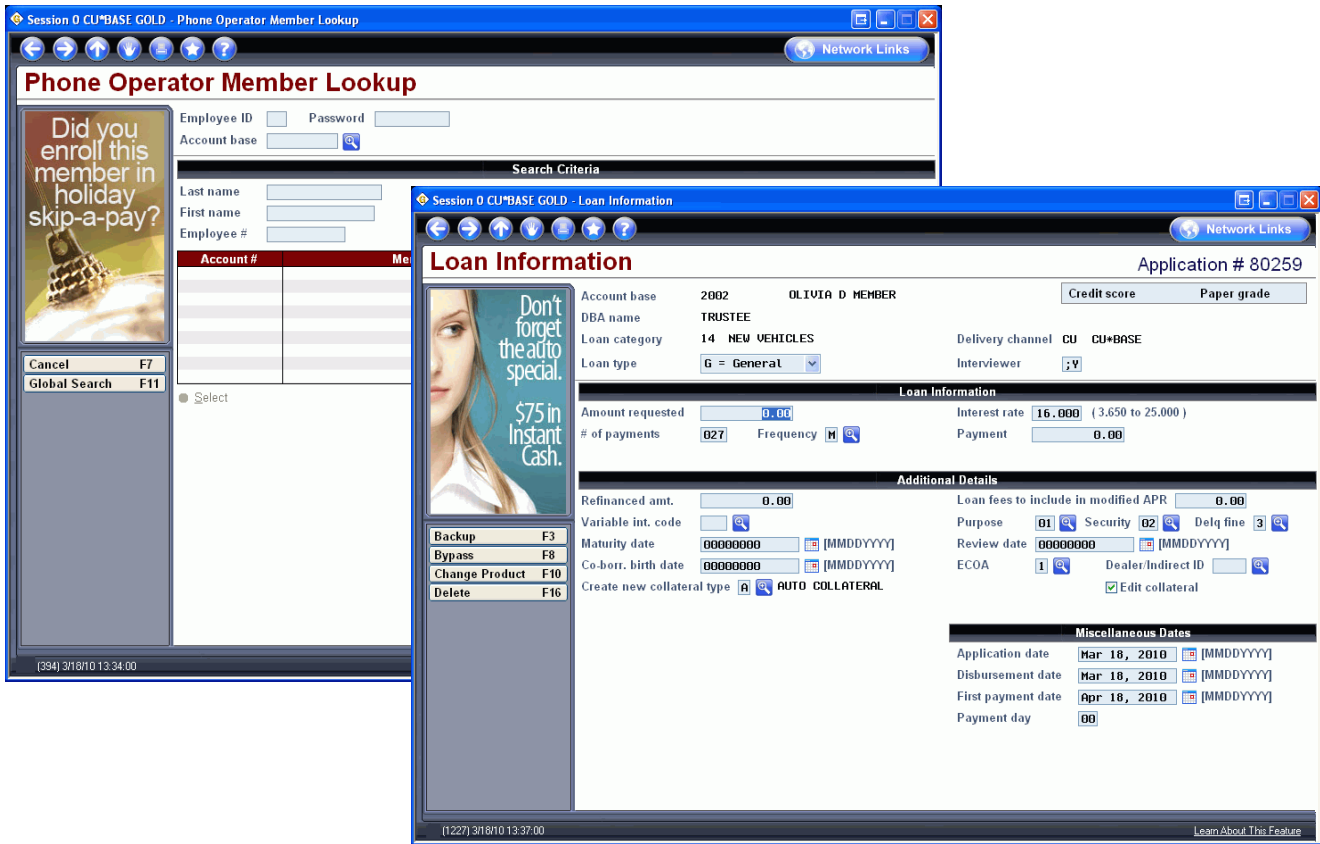 Session 0 CU*BASE GOLD - Phone Operator Member Lookup
Network Links
Phone Operator Member Lookup
Did you
enroll this
member in
holiday
skip-a-pay?
Employee ID Password
Account base
Search Criteria
Last name
First name
Employee #
Account #
Cancel F7
Global Search F11
Select
(394) 3/18/10 13:34:00
Session 0 CU*BASE GOLD - Loan Information
Network Links
Loan Information Application # 80259
Don't
forget
the auto
special.
$75 in
Instant
Cash.
Backup F3
Bypass F8
Change Product F10
Delete F16
Account base 2002 OLIVIA D MEMBER Credit score Paper grade
DBA name TRUSTEE
Loan category 14 NEW VEHICLES Delivery channel CU CU*BASE
Loan type G = General Interviewer ;Y
Loan Information
Amount requested 0.00 Interest rate 16.000 (3.650 to 25.000 )
# of payments 027 Frequency M Payment 0.00
Additional Details
Refinanced amt. 0.00 Loan fees to include in modified APR 0.00
Variable int. code Purpose 01 Security 02 Delq fine 3
Maturity date 00000000 [MMDDYYYY] Review date 00000000 [MMDDYYYY]
Co-borr. birth date 00000000 [MMDDYYYY] ECOA 1 Dealer/Indirect ID
Create new collateral type A AUTO COLLATERAL Edit collateral
Miscellaneous Dates
Application date Mar 18, 2010 [MMDDYYYY]
Disbursement date Mar 18, 2010 [MMDDYYYY]
First payment date Apr 18, 2010 [MMDDYYYY]
Payment day 00
(1227) 3/18/10 13:37:00 Learn About This Feature